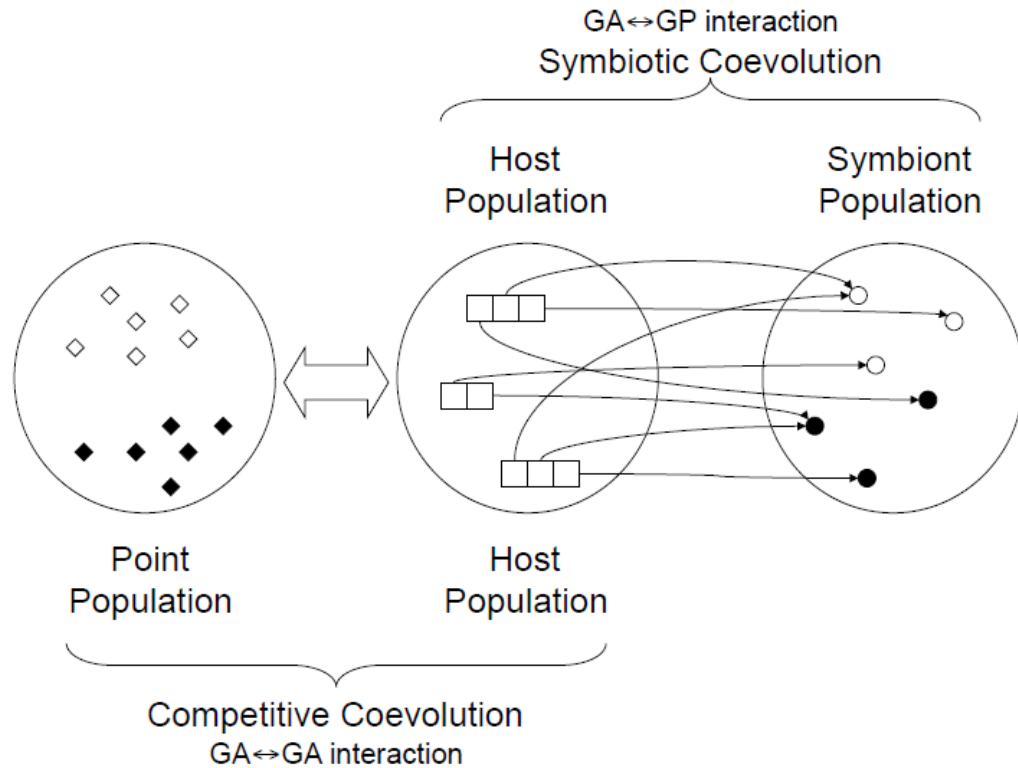 GA↔GP interaction
Symbiotic Coevolution
Host
Population
Symbiont
Population
Point
Population
Host
Population
Competitive Coevolution
GA↔GA interaction